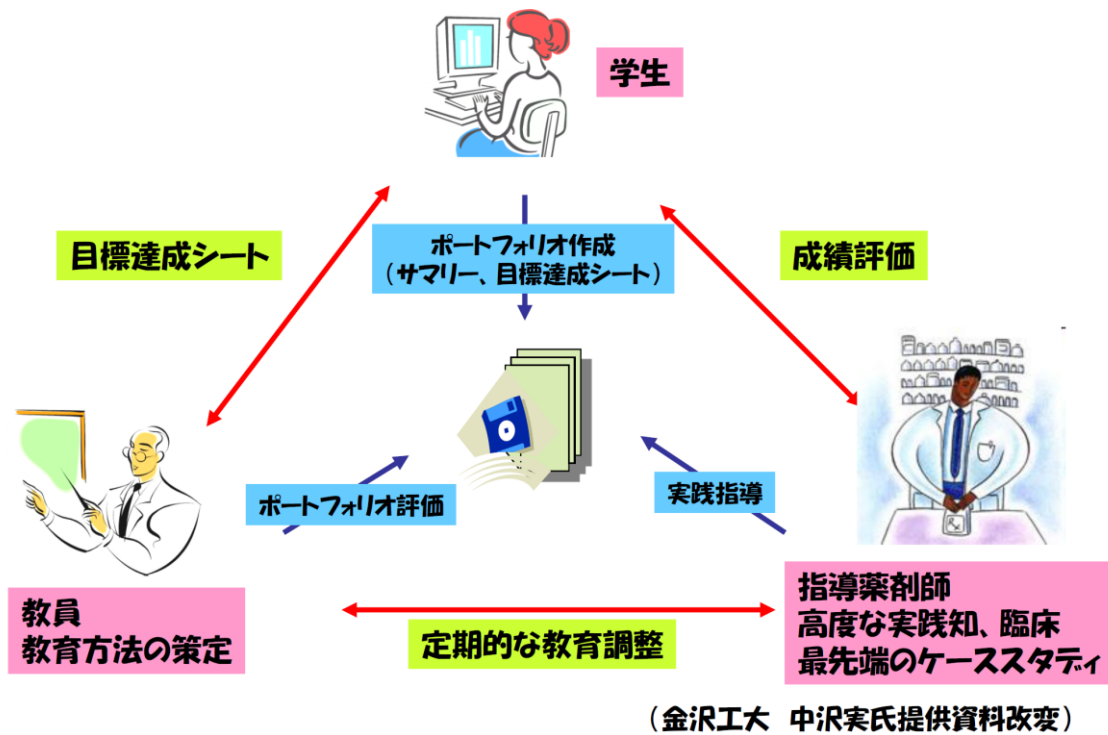 学生
目標達成シート
ポートフォリオ作成
（サマリー、目標達成シート）
成績評価
ポートフォリオ評価
実践指導
Rx
教員
教育方法の策定
定期的な教育調整
指導薬剤師
高度な実践知、臨床
最先端のケーススタディ
（金沢工大　中沢実氏提供資料改変）